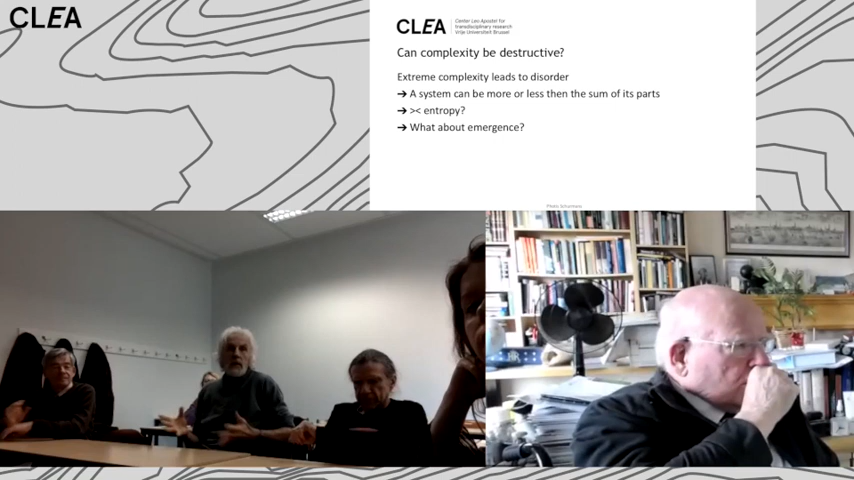 CLEA
CLEA
Center Leo Apostel for
transdisciplinary research
Vrije Universiteit Brussel
Can complexity be destructive?
Extreme complexity leads to disorder
➔ A system can be more or less then the sum of its parts
➔ >< entropy?
➔ What about emergence?